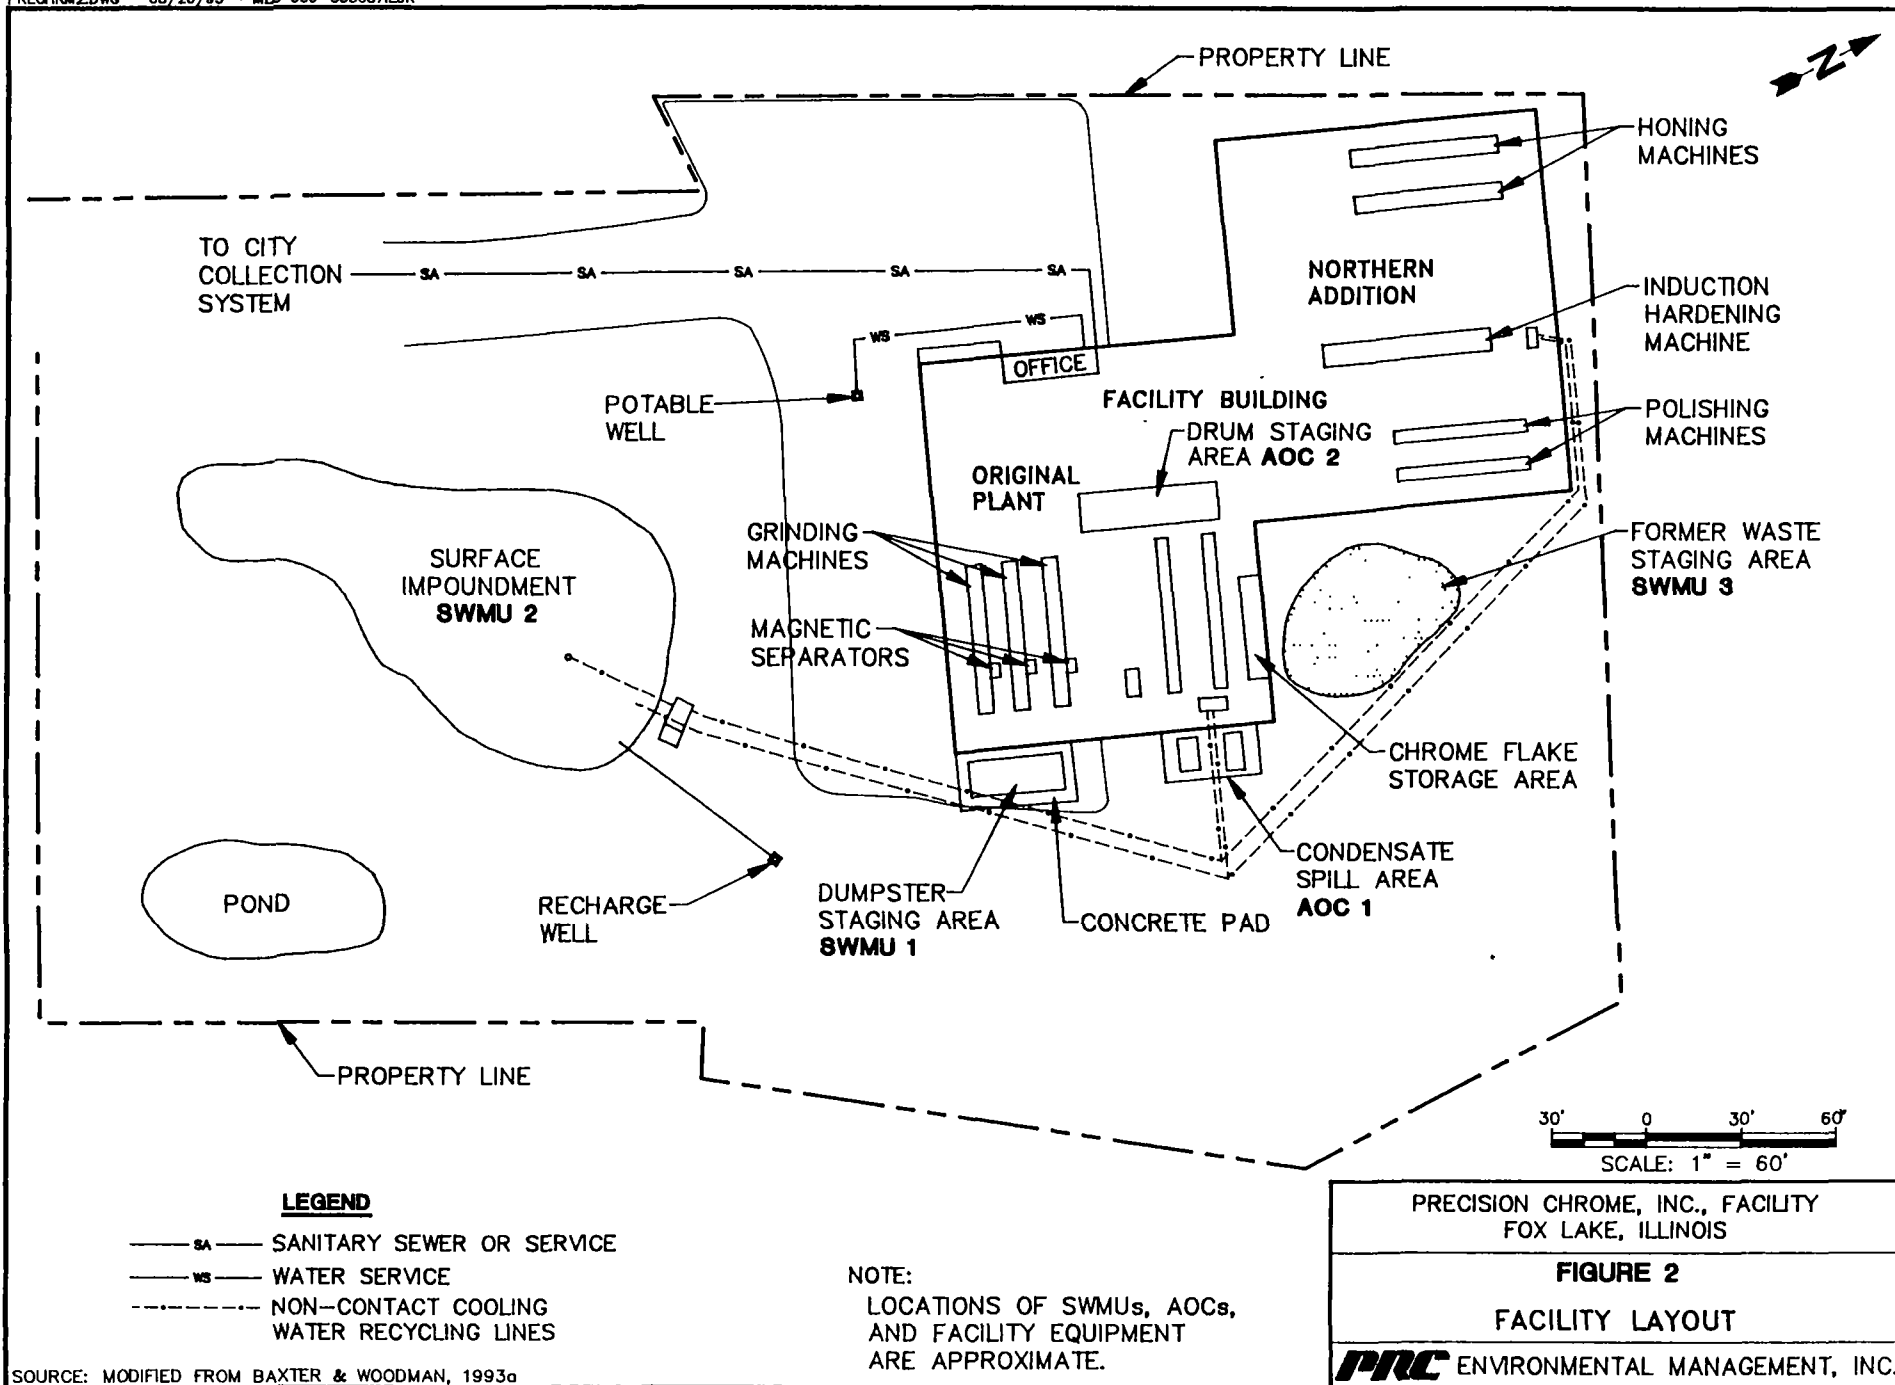 PROPERTY LINE
N
HONING
MACHINES
TO CITY
COLLECTION
SYSTEM
SA
SA
SA
SA
SA
NORTHERN
ADDITION
INDUCTION
HARDENING
MACHINE
WS
WS
OFFICE
POTABLE
WELL
FACILITY BUILDING
DRUM STAGING
AREA AOC 2
POLISHING
MACHINES
ORIGINAL
PLANT
GRINDING
MACHINES
FORMER WASTE
STAGING AREA
SWMU 3
SURFACE
IMPOUNDMENT
SWMU 2
MAGNETIC
SEPARATORS
CHROME FLAKE
STORAGE AREA
CONDENSATE
SPILL AREA
AOC 1
POND
RECHARGE
WELL
DUMPSTER
STAGING AREA
SWMU 1
CONCRETE PAD
PROPERTY LINE
30' 0 30' 60'
SCALE: 1" = 60'
LEGEND
SA SANITARY SEWER OR SERVICE
WS WATER SERVICE
NON-CONTACT COOLING
WATER RECYCLING LINES
NOTE:
LOCATIONS OF SWMUs, AOCs,
AND FACILITY EQUIPMENT
ARE APPROXIMATE.
PRECISION CHROME, INC., FACILITY
FOX LAKE, ILLINOIS
FIGURE 2
FACILITY LAYOUT
PRC ENVIRONMENTAL MANAGEMENT, INC.
SOURCE: MODIFIED FROM BAXTER & WOODMAN, 1993a